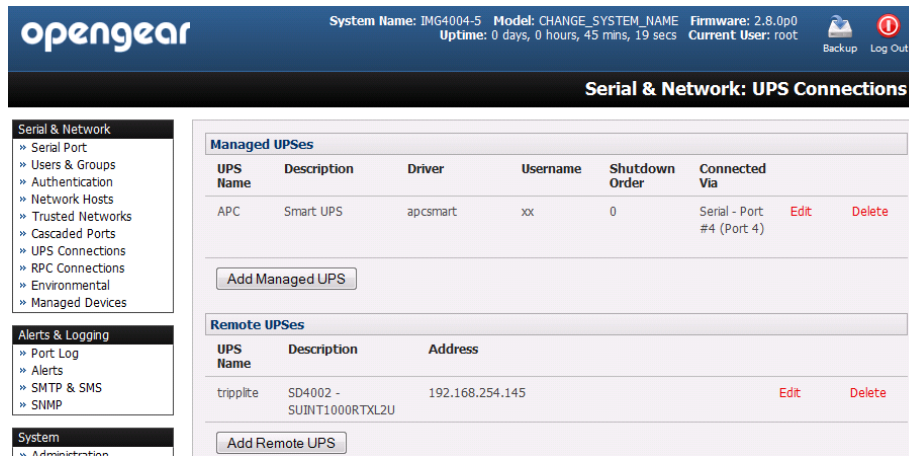 opengear
System Name: IMG4004-5 Model: CHANGE_SYSTEM_NAME Firmware: 2.8.0p0
Uptime: 0 days, 0 hours, 45 mins, 19 secs Current User: root
Backup Log Out
Serial & Network: UPS Connections
Serial & Network
» Serial Port
» Users & Groups
» Authentication
» Network Hosts
» Trusted Networks
» Cascaded Ports
» UPS Connections
» RPC Connections
» Environmental
» Managed Devices
Alerts & Logging
» Port Log
» Alerts
» SMTP & SMS
» SNMP
System
» Administration
Managed UPSes
UPS Name Description Driver Username Shutdown Order Connected Via
APC Smart UPS apcsmart xx 0 Serial - Port #4 (Port 4) Edit Delete
Add Managed UPS
Remote UPSes
UPS Name Description Address
tripplite SD4002 - SUINT1000RTXL2U 192.168.254.145 Edit Delete
Add Remote UPS